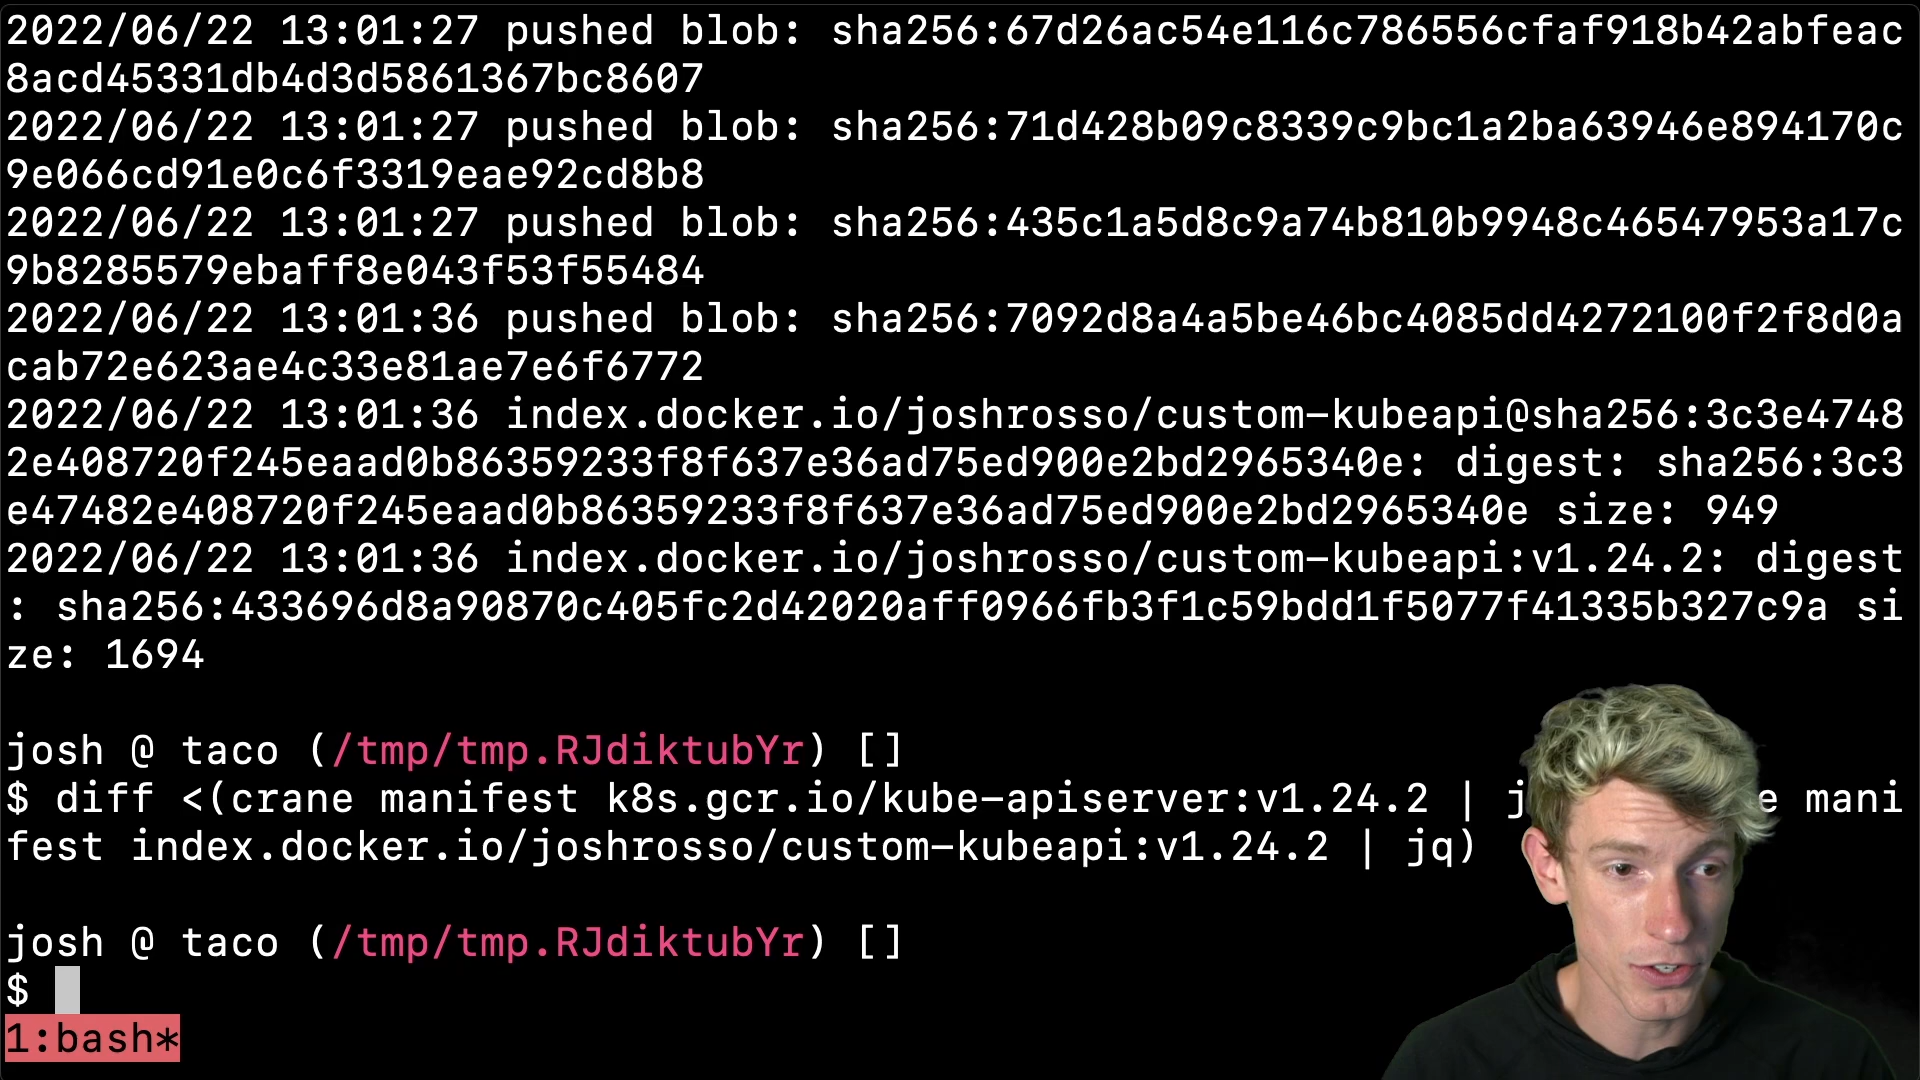 2022/06/22 13:01:27 pushed blob: sha256:67d26ac54e116c786556cfaf918b42abfeac
8acd45331db4d3d5861367bc8607
2022/06/22 13:01:27 pushed blob: sha256:71d428b09c8339c9bc1a2ba63946e894170c
9e066cd91e0c6f3319eae92cd8b8
2022/06/22 13:01:27 pushed blob: sha256:435c1a5d8c9a74b810b9948c46547953a17c
9b8285579ebaff8e043f53f55484
2022/06/22 13:01:36 pushed blob: sha256:7092d8a4a5be46bc4085dd4272100f2f8d0a
cab72e623ae4c33e81ae7e6f6772
2022/06/22 13:01:36 index.docker.io/joshrosso/custom-kubeapi@sha256:3c3e4748
2e408720f245eaad0b86359233f8f637e36ad75ed900e2bd2965340e: digest: sha256:3c3
e47482e408720f245eaad0b86359233f8f637e36ad75ed900e2bd2965340e size: 949
2022/06/22 13:01:36 index.docker.io/joshrosso/custom-kubeapi:v1.24.2: digest
: sha256:433696d8a90870c405fc2d42020aff0966fb3f1c59bdd1f5077f41335b327c9a si
ze: 1694
josh @ taco (/tmp/tmp.RJdiktubYr) []
$ diff <(crane manifest k8s.gcr.io/kube-apiserver:v1.24.2 | mani
fest index.docker.io/joshrosso/custom-kubeapi:v1.24.2 | jq)
josh @ taco (/tmp/tmp.RJdiktubYr) []
$
1:bash*